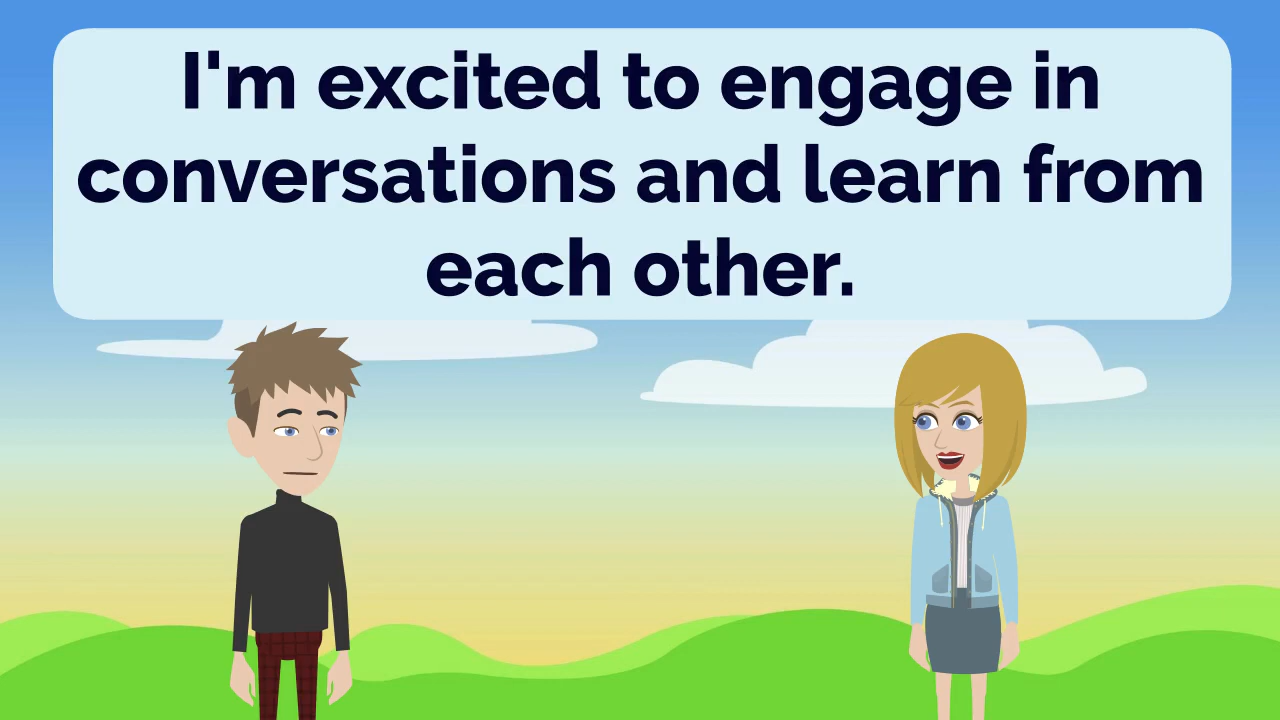 I'm excited to engage in
conversations and learn from
each other.